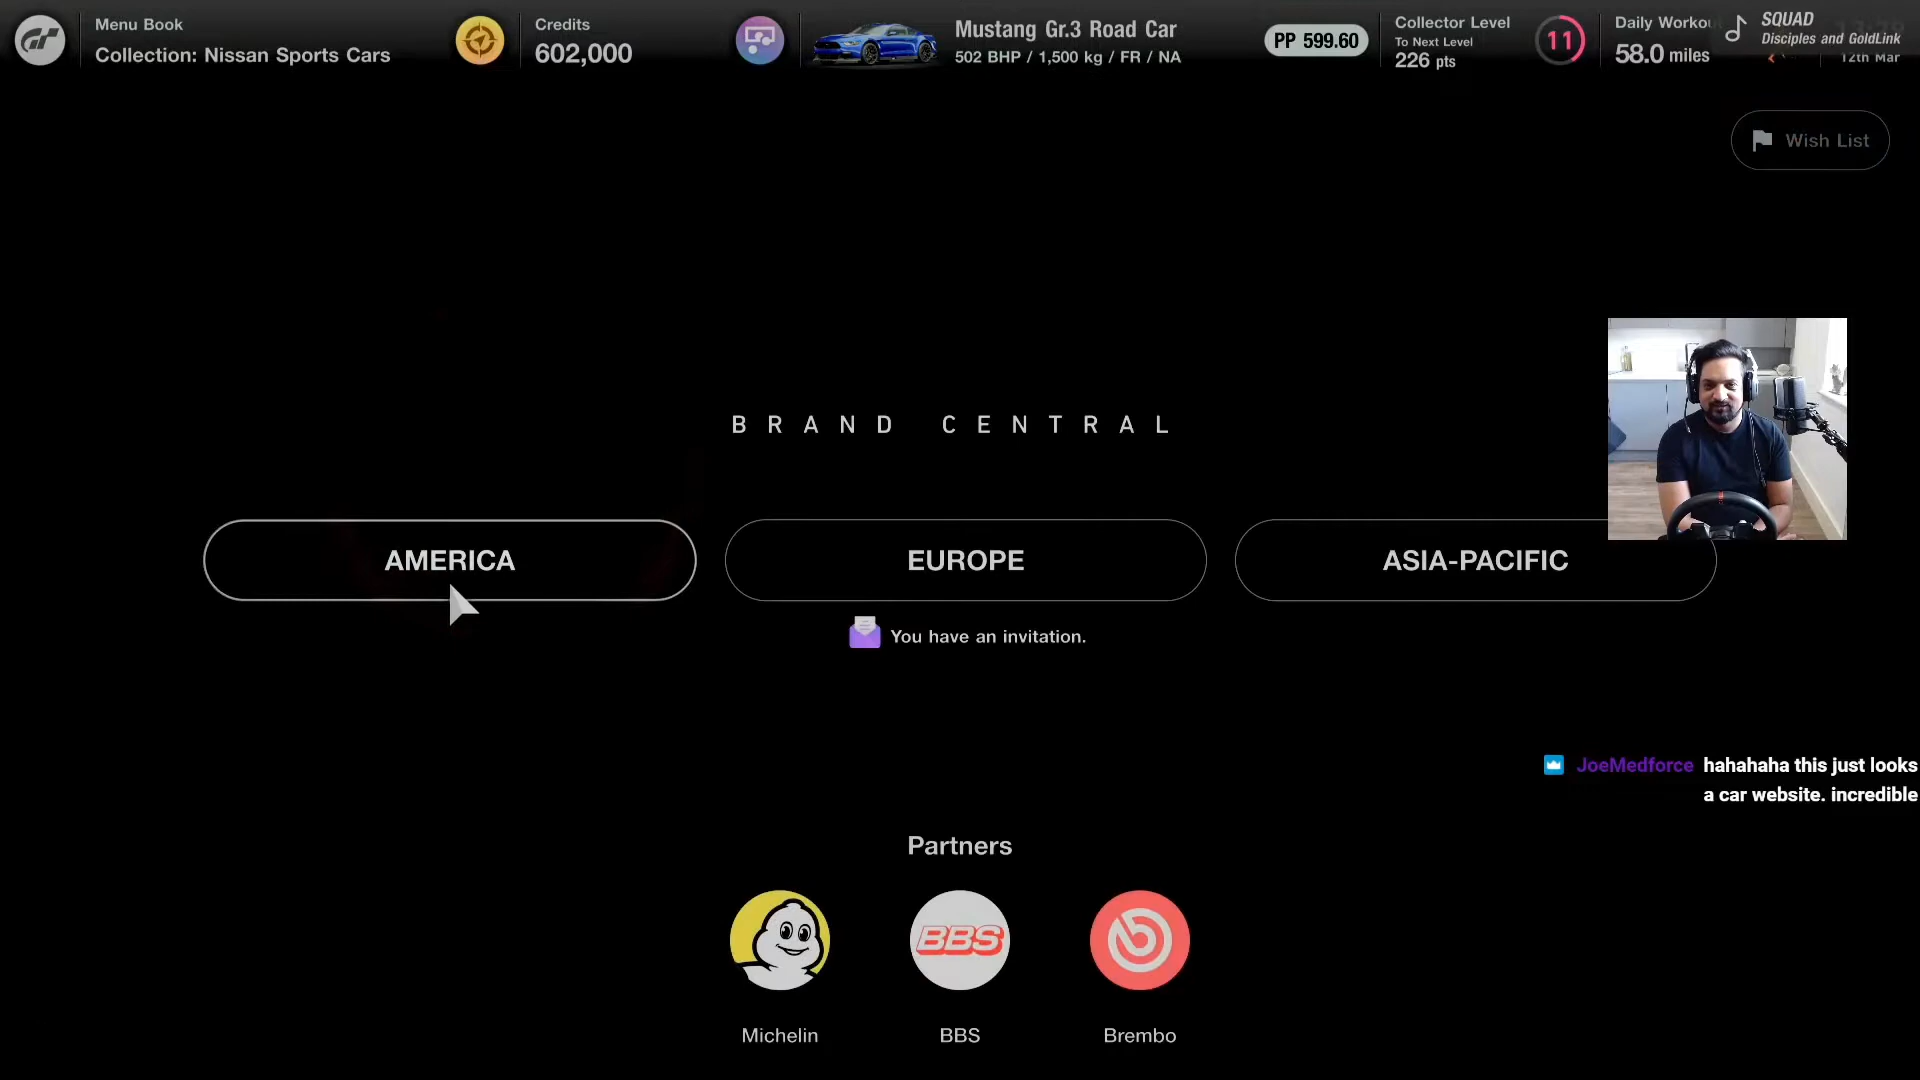 Menu Book
Collection: Nissan Sports Cars
Credits
602,000
Mustang Gr.3 Road Car
502 BHP / 1,500 kg / FR / NA
PP 599.60
Collector Level
To Next Level
226 pts
11
Daily Workou
58.0 miles
SQUAD
Disciples and GoldLink
12th Mar
Wish List
BRAND CENTRAL
AMERICA
EUROPE
ASIA-PACIFIC
You have an invitation.
JoeMedforce hahahaha this just looks
a car website. incredible
Partners
BBS
Michelin
BBS
Brembo